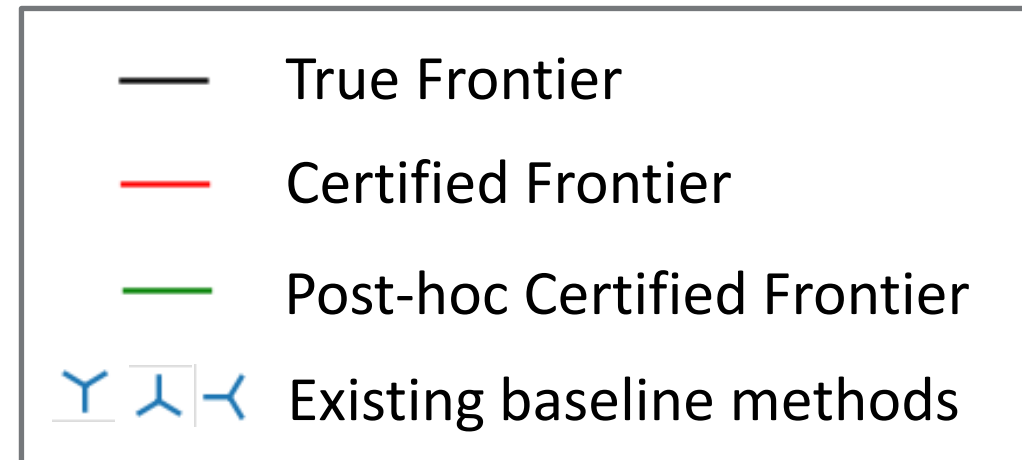 True Frontier
Certified Frontier
Post-hoc Certified Frontier
Existing baseline methods